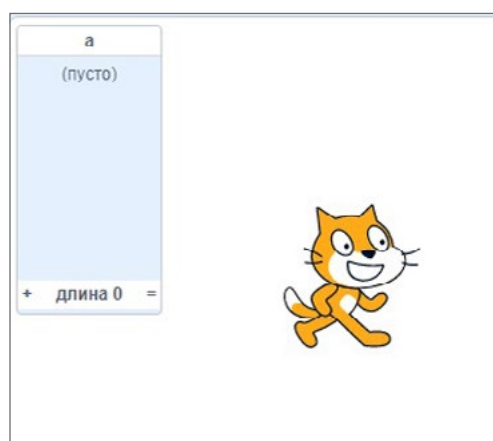 а
(пусто)
+ длина 0 =